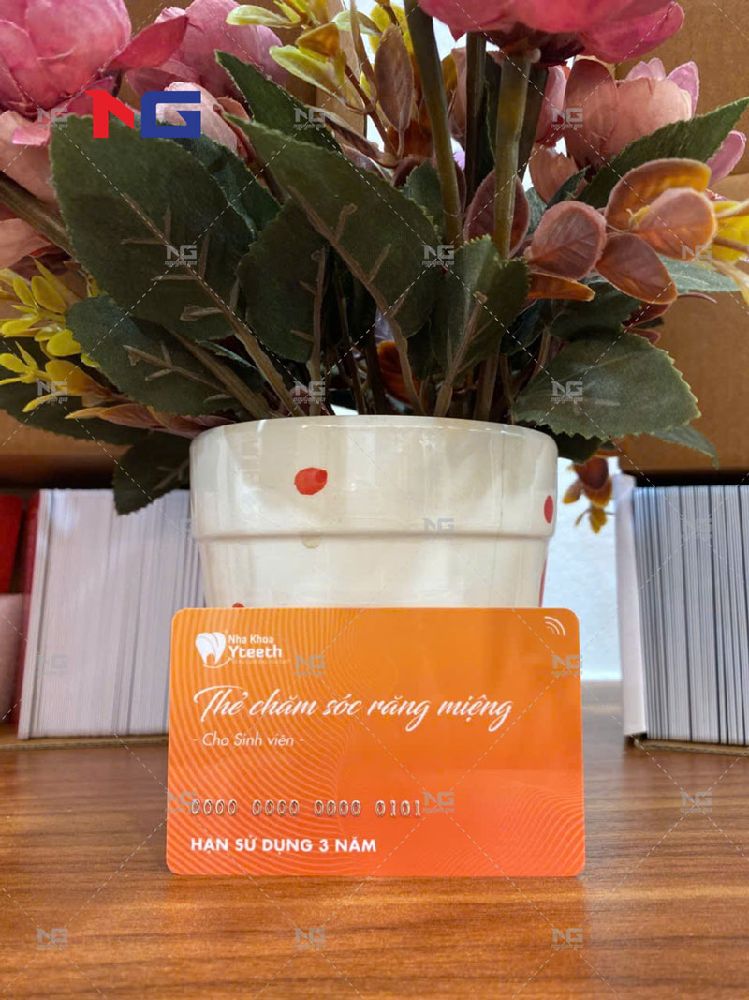 NG
Nha Khoa
Yteeth
Thẻ chăm sóc răng miệng
- Cho Sinh viên -
0000 0000 0000 0101
HẠN SỬ DỤNG 3 NĂM